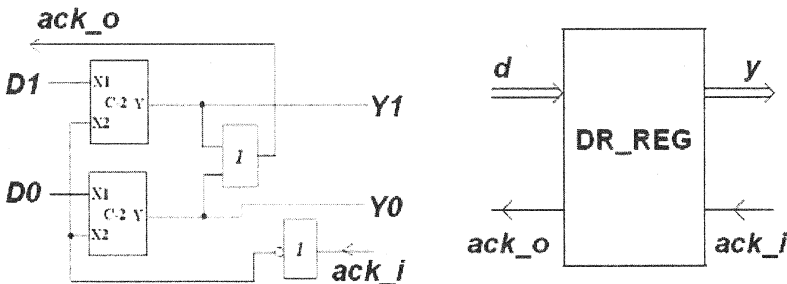 ack_o
D1
X1
C-2 Y
X2
Y1
1
D0
X1
C-2 Y
X2
Y0
1
ack_i
d
y
DR_REG
ack_o
ack_i